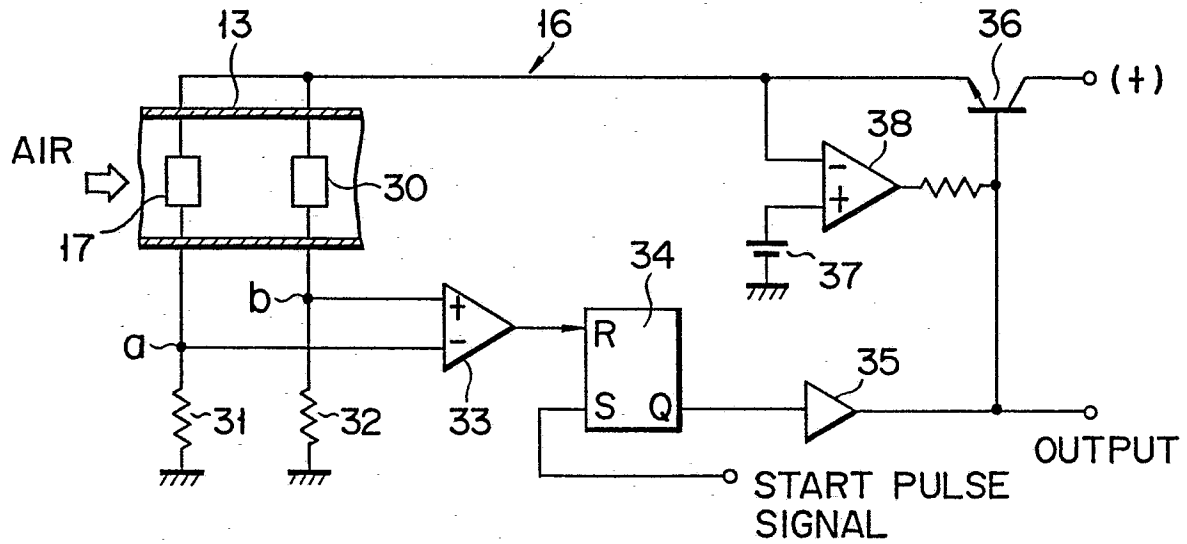 13
16
36
(+)
AIR
38
-
+
30
17
37
34
b
+
R
a
-
35
S
Q
31
32
33
OUTPUT
START PULSE
SIGNAL